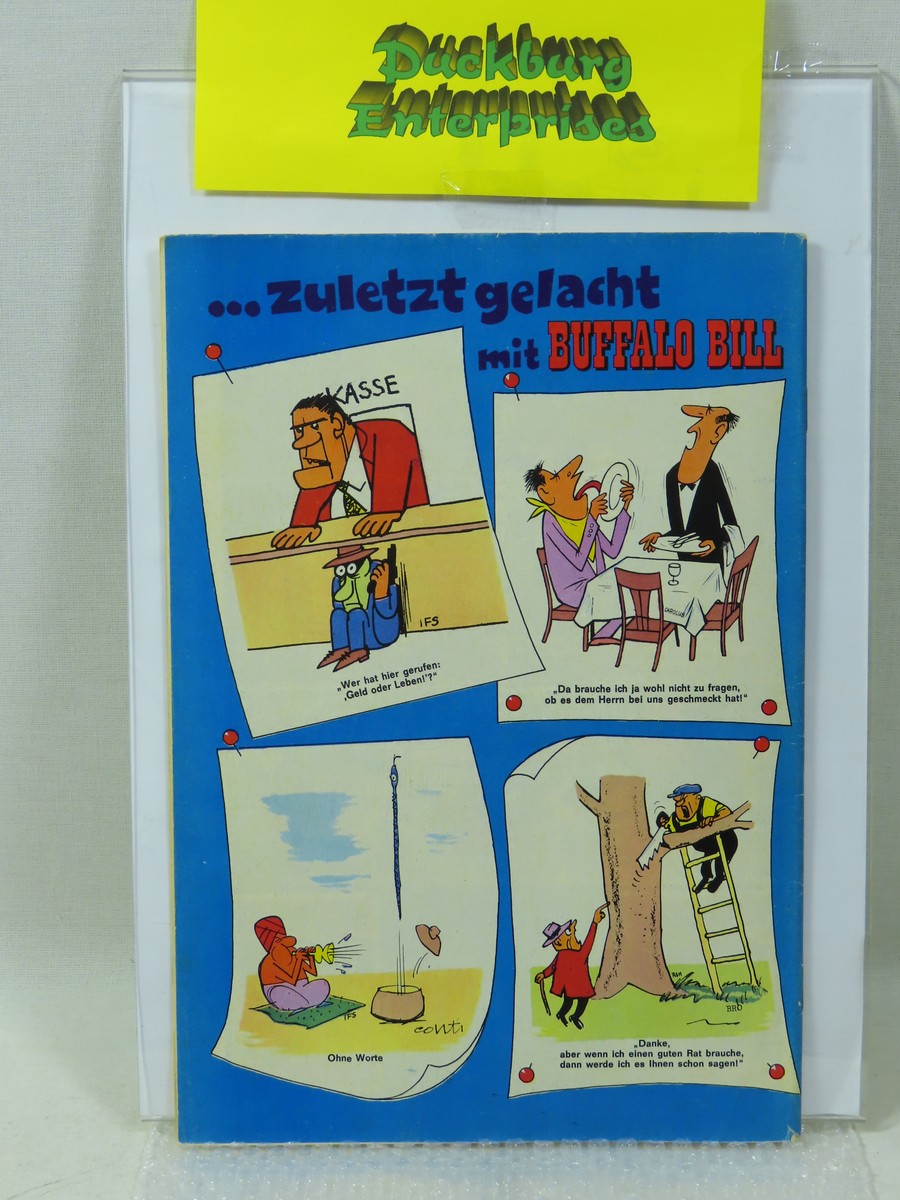 Duckburg
Enterprises
... zuletzt gelacht
mit BUFFALO BILL
KASSE
IFS
„Wer hat hier gerufen:
‚Geld oder Leben!'?“
CAROLUS
„Da brauche ich ja wohl nicht zu fragen,
ob es dem Herrn bei uns geschmeckt hat!“
IFS
conti
Ohne Worte
BRÖ
„Danke,
aber wenn ich einen guten Rat brauche,
dann werde ich es Ihnen schon sagen!“